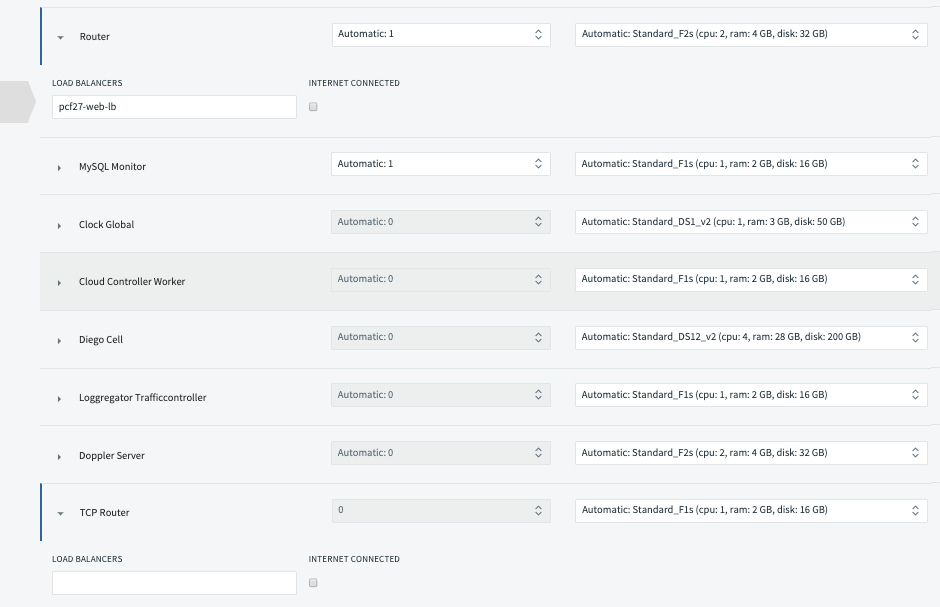 Router Automatic: 1 Automatic: Standard_F2s (cpu: 2, ram: 4 GB, disk: 32 GB)
LOAD BALANCERS INTERNET CONNECTED
pcf27-web-lb
MySQL Monitor Automatic: 1 Automatic: Standard_F1s (cpu: 1, ram: 2 GB, disk: 16 GB)
Clock Global Automatic: 0 Automatic: Standard_DS1_v2 (cpu: 1, ram: 3 GB, disk: 50 GB)
Cloud Controller Worker Automatic: 0 Automatic: Standard_F1s (cpu: 1, ram: 2 GB, disk: 16 GB)
Diego Cell Automatic: 0 Automatic: Standard_DS12_v2 (cpu: 4, ram: 28 GB, disk: 200 GB)
Loggregator Trafficcontroller Automatic: 0 Automatic: Standard_F1s (cpu: 1, ram: 2 GB, disk: 16 GB)
Doppler Server Automatic: 0 Automatic: Standard_F2s (cpu: 2, ram: 4 GB, disk: 32 GB)
TCP Router 0 Automatic: Standard_F1s (cpu: 1, ram: 2 GB, disk: 16 GB)
LOAD BALANCERS INTERNET CONNECTED